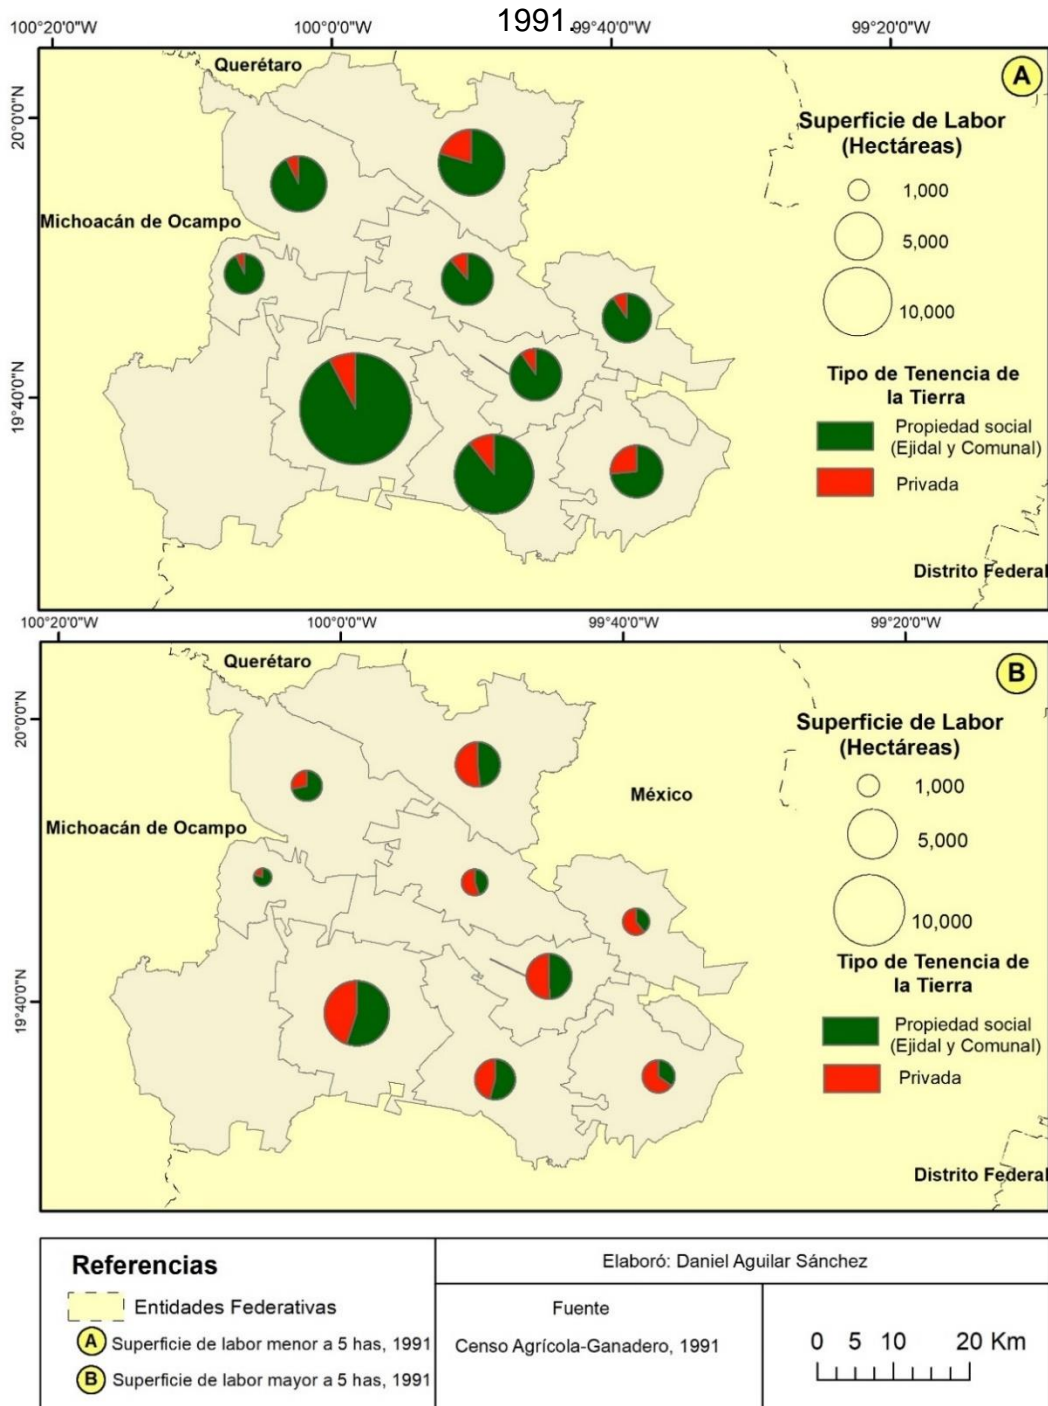 1991.
100°20'0"W 100°00'0"W 99°40'0"W 99°20'0"W
Querétaro
A
20°0'0"N
Superficie de Labor
(Hectáreas)
1,000
Michoacán de Ocampo
5,000
10,000
19°40'0"N
Tipo de Tenencia de
la Tierra
Propiedad social
(Ejidal y Comunal)
Privada
Distrito Federal
100°20'0"W 100°00'0"W 99°40'0"W 99°20'0"W
Querétaro
B
20°0'0"N
Superficie de Labor
(Hectáreas)
México
1,000
Michoacán de Ocampo
5,000
10,000
Tipo de Tenencia de
la Tierra
19°40'0"N
Propiedad social
(Ejidal y Comunal)
Privada
Distrito Federal
Referencias
Entidades Federativas
A Superficie de labor menor a 5 has, 1991
B Superficie de labor mayor a 5 has, 1991
Elaboró: Daniel Aguilar Sánchez
Fuente
Censo Agrícola-Ganadero, 1991
0 5 10 20 Km